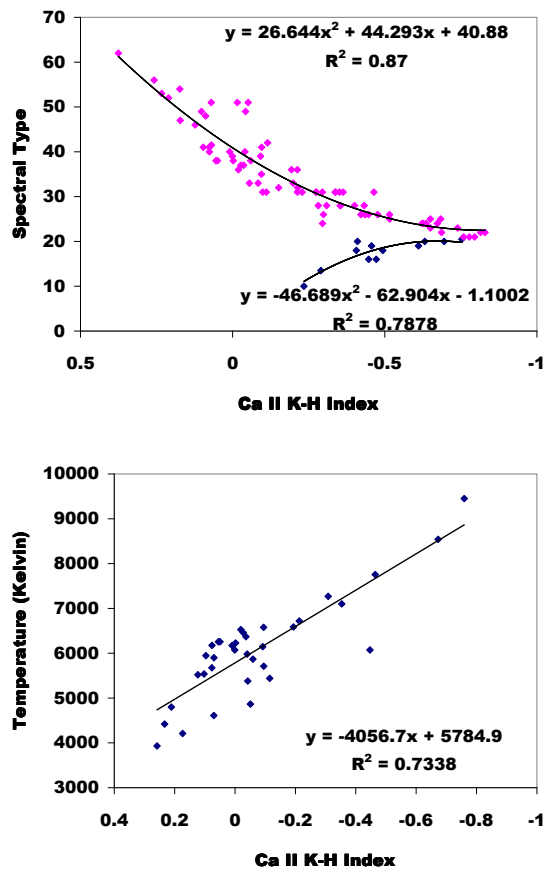 y = 26.644x² + 44.293x + 40.88
R² = 0.87
70
60
50
40
30
20
10
0
Spectral Type
y = -46.689x² - 62.904x - 1.1002
R² = 0.7878
0.5 0 -0.5 -1
Ca II K-H Index
10000
9000
8000
7000
6000
5000
4000
3000
Temperature (Kelvin)
y = -4056.7x + 5784.9
R² = 0.7338
0.4 0.2 0 -0.2 -0.4 -0.6 -0.8 -1
Ca II K-H Index